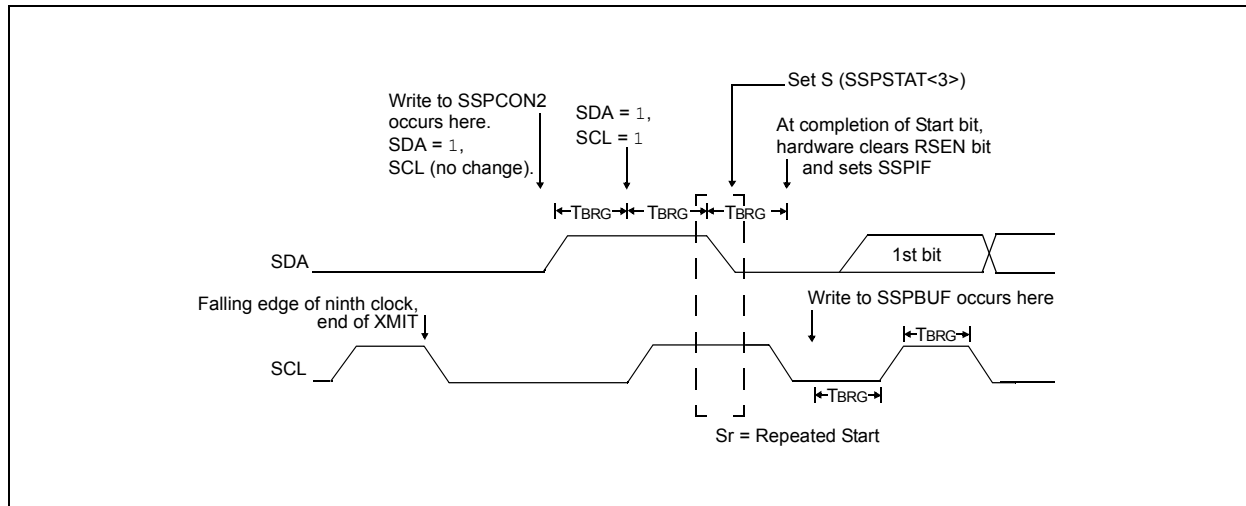 Set S (SSPSTAT<3>)
Write to SSPCON2
occurs here.
SDA = 1,
SCL (no change).
SDA = 1,
SCL = 1
At completion of Start bit,
hardware clears RSEN bit
and sets SSPIF
TBRG
TBRG
TBRG
SDA
1st bit
Falling edge of ninth clock,
end of XMIT
Write to SSPBUF occurs here
TBRG
SCL
TBRG
Sr = Repeated Start